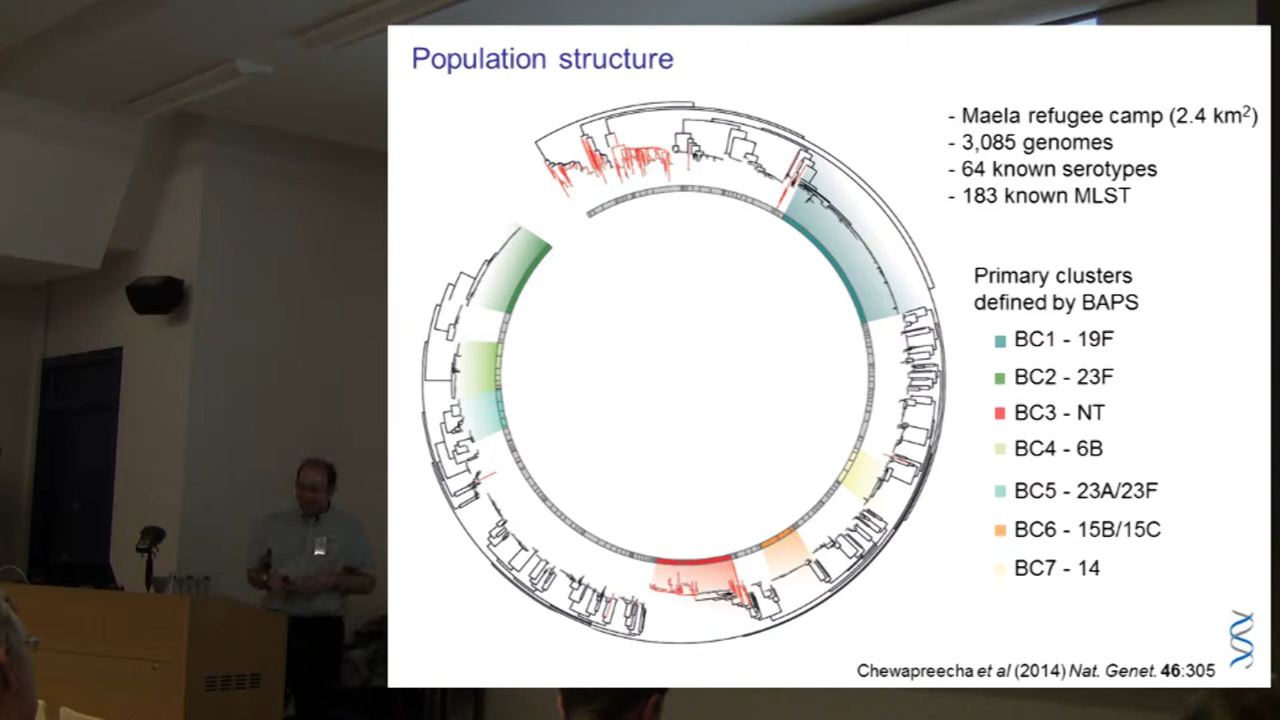 Population structure
- Maela refugee camp (2.4 km²)
- 3,085 genomes
- 64 known serotypes
- 183 known MLST
Primary clusters
defined by BAPS
BC1 - 19F
BC2 - 23F
BC3 - NT
BC4 - 6B
BC5 - 23A/23F
BC6 - 15B/15C
BC7 - 14
Chewapreecha et al (2014) Nat. Genet. 46:305